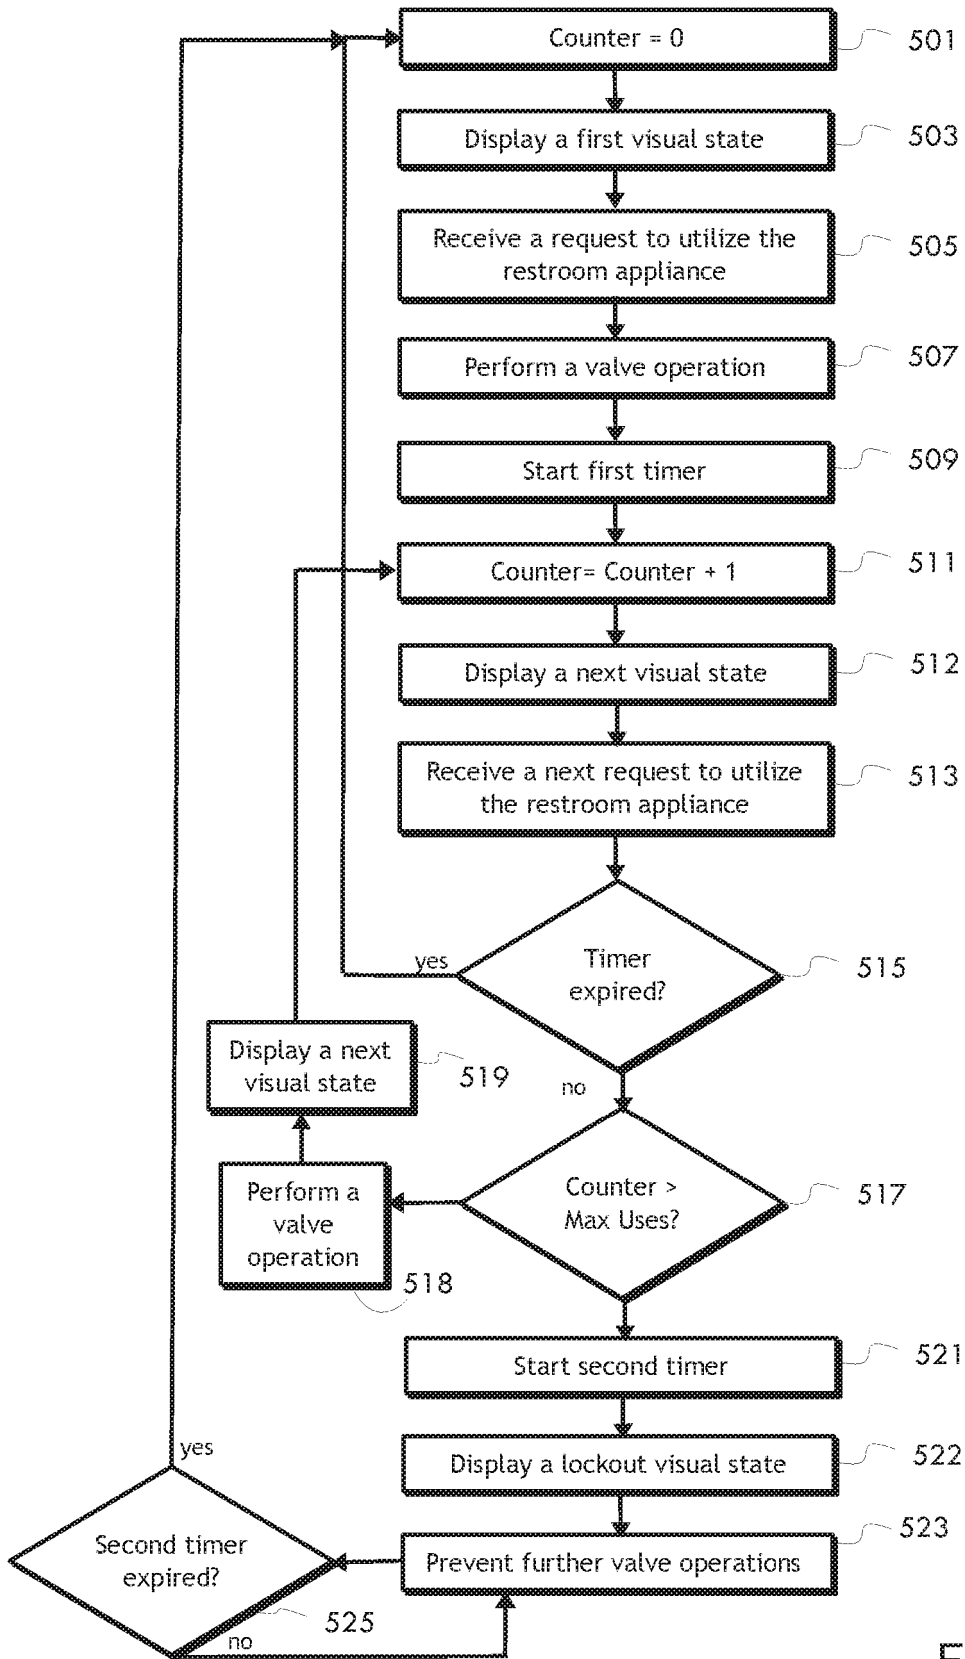 Counter = 0
501
Display a first visual state
503
Receive a request to utilize the
restroom appliance
505
Perform a valve operation
507
Start first timer
509
Counter= Counter + 1
511
Display a next visual state
512
Receive a next request to utilize
the restroom appliance
513
Timer
expired?
515
yes
no
Display a next
visual state
519
Counter >
Max Uses?
517
Perform a
valve
operation
518
Start second timer
521
Display a lockout visual state
522
Prevent further valve operations
523
yes
Second timer
expired?
525
no